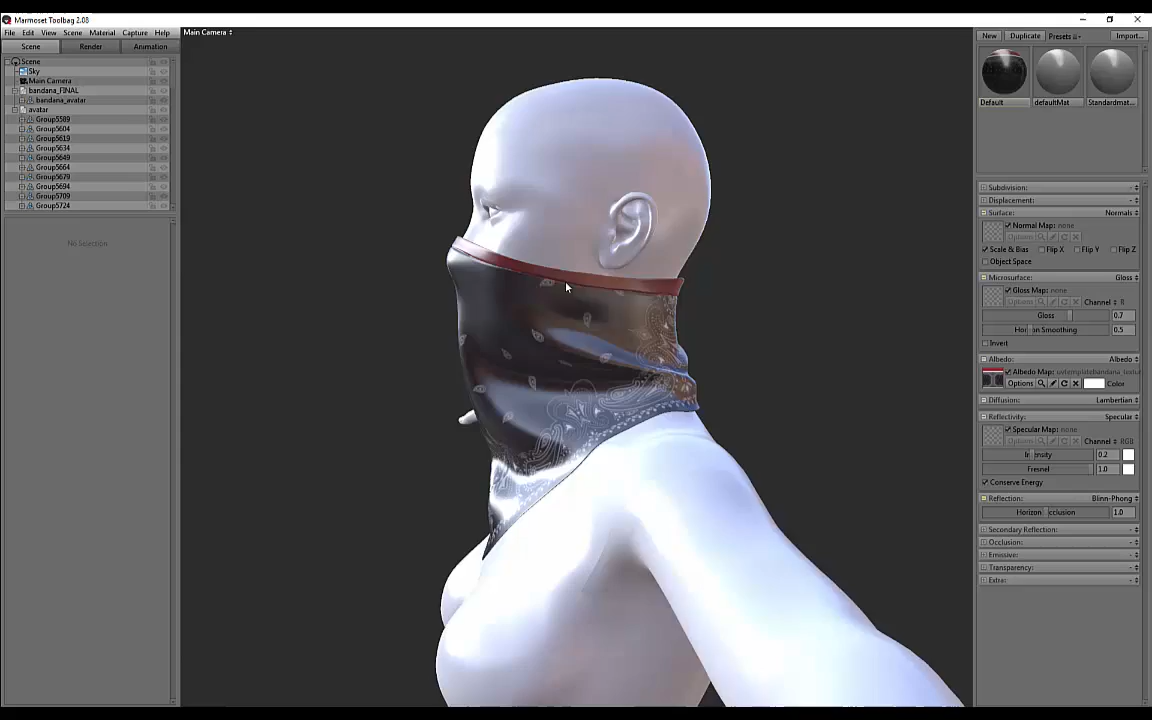 Marmoset Toolbag 2.08
File Edit View Scene Material Capture Help
Main Camera
New Duplicate Presets Import...
Scene Render Animation
Scene
Sky
Main Camera
bandana_FINAL
bandana_avatar
avatar
Group5589
Group5604
Group5619
Group5634
Group5649
Group5664
Group5679
Group5694
Group5709
Group5724
No Selection
Default defaultMat Standardmat...
Subdivision: -
Displacement: -
Surface: Normals
Normal Map: none
Options
Scale & Bias Flip X Flip Y Flip Z
Object Space
Microsurface: Gloss
Gloss Map: none
Options Channel R
Gloss 0.7
Smoothing 0.5
Invert
Albedo: Albedo
Albedo Map:
Options Color
Diffusion: Lambertian
Reflectivity: Specular
Specular Map: none
Options Channel RGB
0.2
Fresnel 1.0
Conserve Energy
Reflection: Blinn-Phong
Horizon 1.0
Secondary Reflection: -
Occlusion: -
Emissive: -
Transparency: -
Extra: -